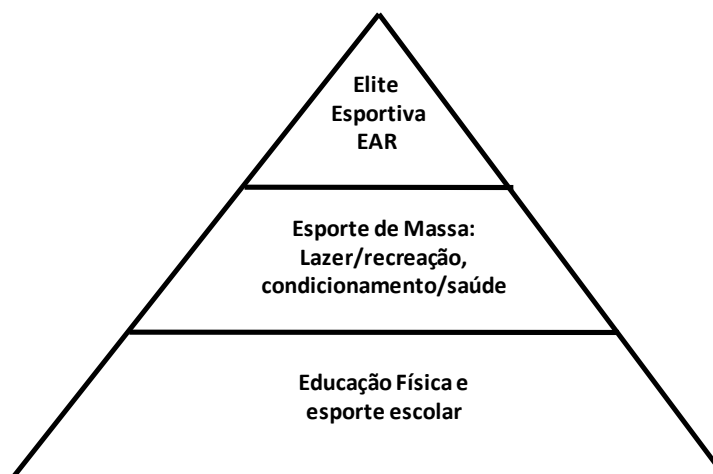 Elite
Esportiva
EAR
Esporte de Massa:
Lazer/recreação,
condicionamento/saúde
Educação Física e
esporte escolar